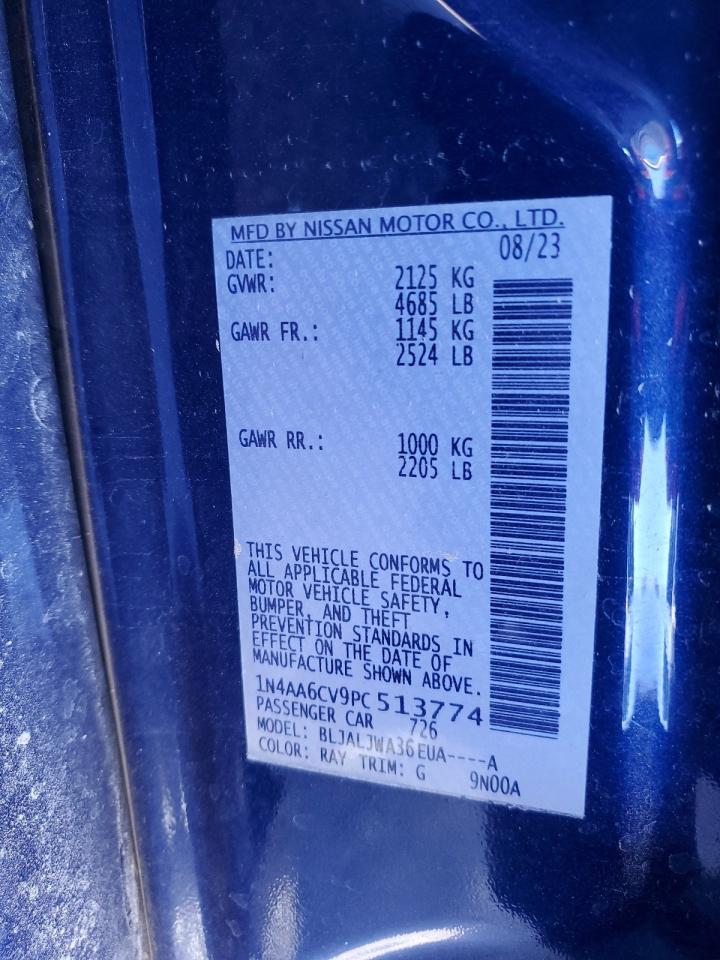 MFD BY NISSAN MOTOR CO., LTD.
DATE: 08/23
GVWR: 2125 KG
4685 LB
GAWR FR.: 1145 KG
2524 LB
GAWR RR.: 1000 KG
2205 LB
THIS VEHICLE CONFORMS TO
ALL APPLICABLE FEDERAL
MOTOR VEHICLE SAFETY,
BUMPER, AND THEFT
PREVENTION STANDARDS IN
EFFECT ON THE DATE OF
MANUFACTURE SHOWN ABOVE.
1N4AA6CV9PC513774
PASSENGER CAR 726
MODEL: BLJALJWA36EUA----A
COLOR: RAY TRIM: G 9N00A